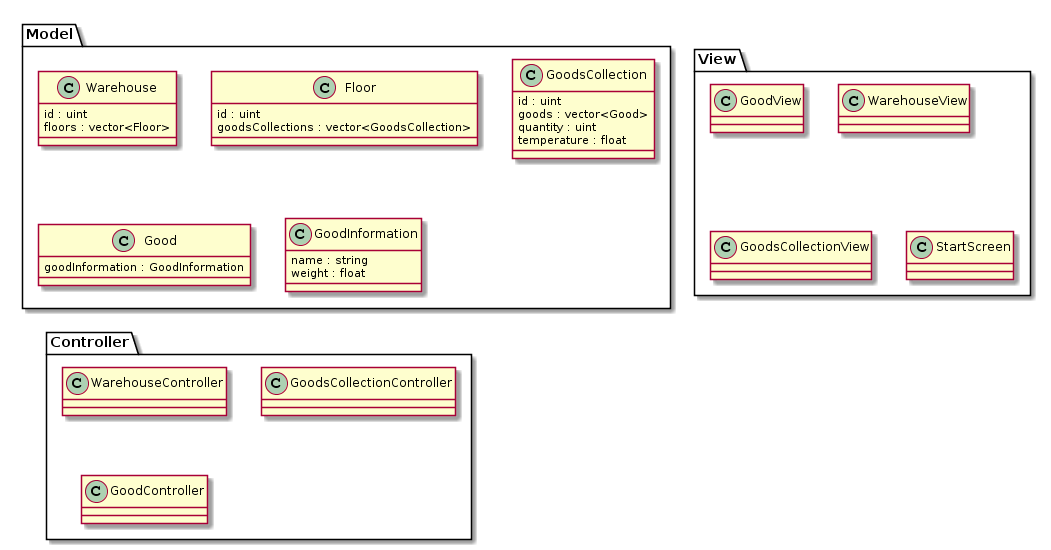 Model
C Warehouse
id : uint
floors : vector<Floor>
C Floor
id : uint
goodsCollections : vector<GoodsCollection>
C GoodsCollection
id : uint
goods : vector<Good>
quantity : uint
temperature : float
C Good
goodInformation : GoodInformation
C GoodInformation
name : string
weight : float
View
C GoodView
C WarehouseView
C GoodsCollectionView
C StartScreen
Controller
C WarehouseController
C GoodsCollectionController
C GoodController